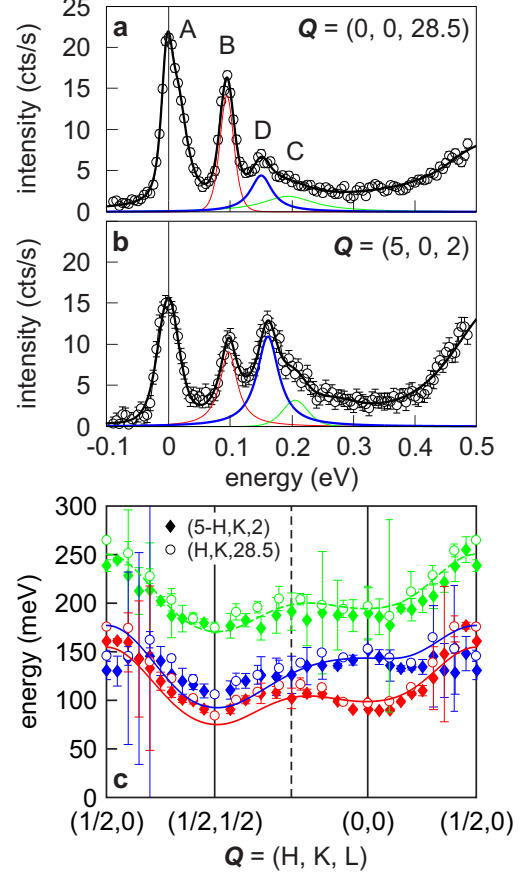 25
20
15
10
5
0
intensity (cts/s)
a
A
B
D
C
Q = (0, 0, 28.5)
20
15
10
5
0
intensity (cts/s)
b
Q = (5, 0, 2)
-0.1 0 0.1 0.2 0.3 0.4 0.5
energy (eV)
300
250
200
150
100
50
0
energy (meV)
(5-H,K,2)
(H,K,28.5)
c
(1/2,0) (1/2,1/2) (0,0) (1/2,0)
Q = (H, K, L)